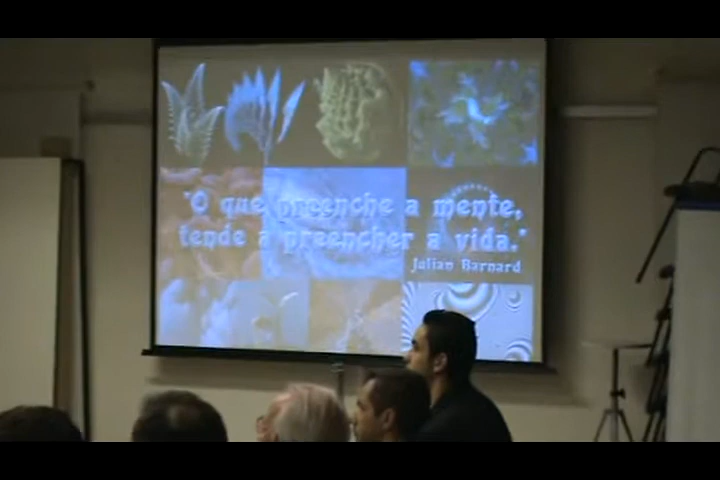 "O que preenche a mente,
tende a preencher a vida."
Julian Barnard